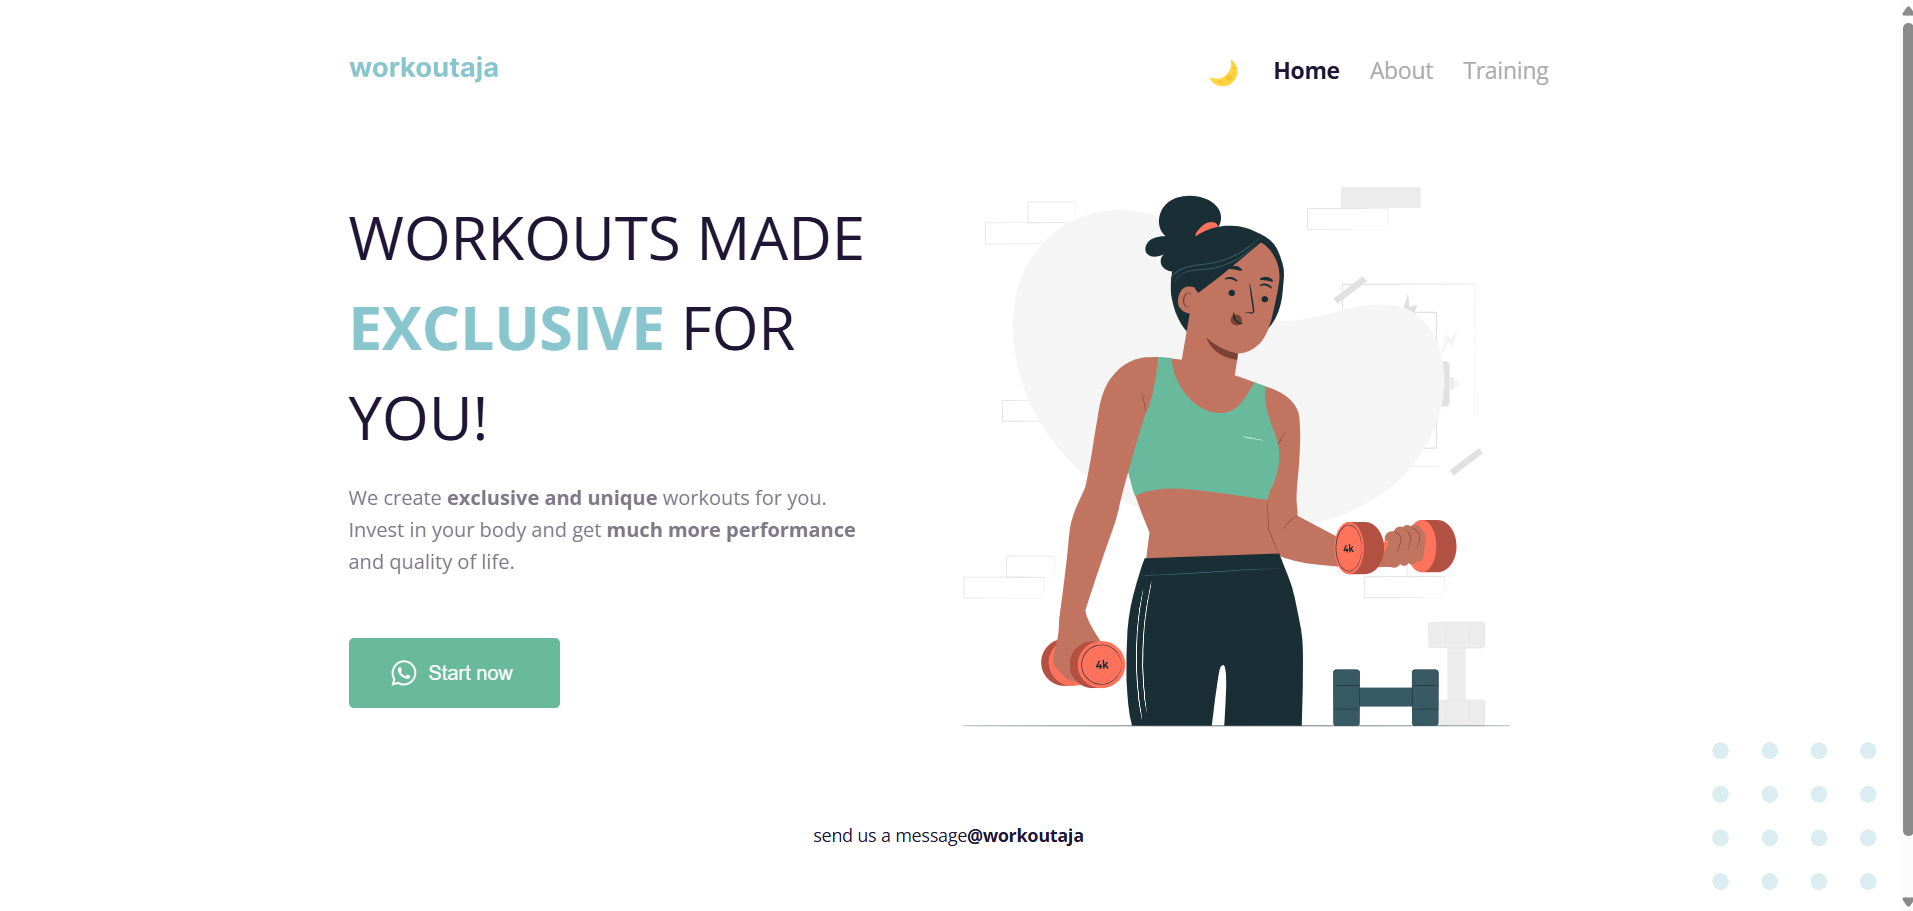 workoutaja
Home About Training
WORKOUTS MADE
EXCLUSIVE FOR
YOU!
We create exclusive and unique workouts for you.
Invest in your body and get much more performance
and quality of life.
Start now
4k
4k
send us a message@workoutaja